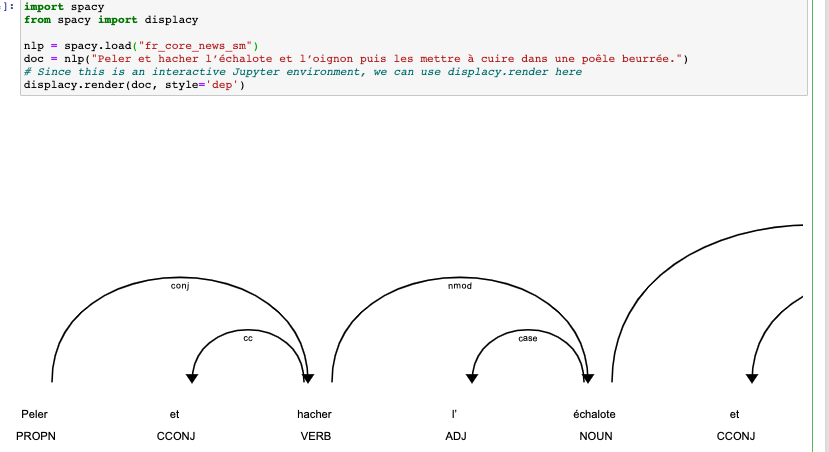 ]:
import spacy
from spacy import displacy
nlp = spacy.load("fr_core_news_sm")
doc = nlp("Peler et hacher l’échalote et l’oignon puis les mettre à cuire dans une poêle beurrée.")
# Since this is an interactive Jupyter environment, we can use displacy.render here
displacy.render(doc, style='dep')
conj nmod
cc case
Peler et hacher l’ échalote et
PROPN CCONJ VERB ADJ NOUN CCONJ